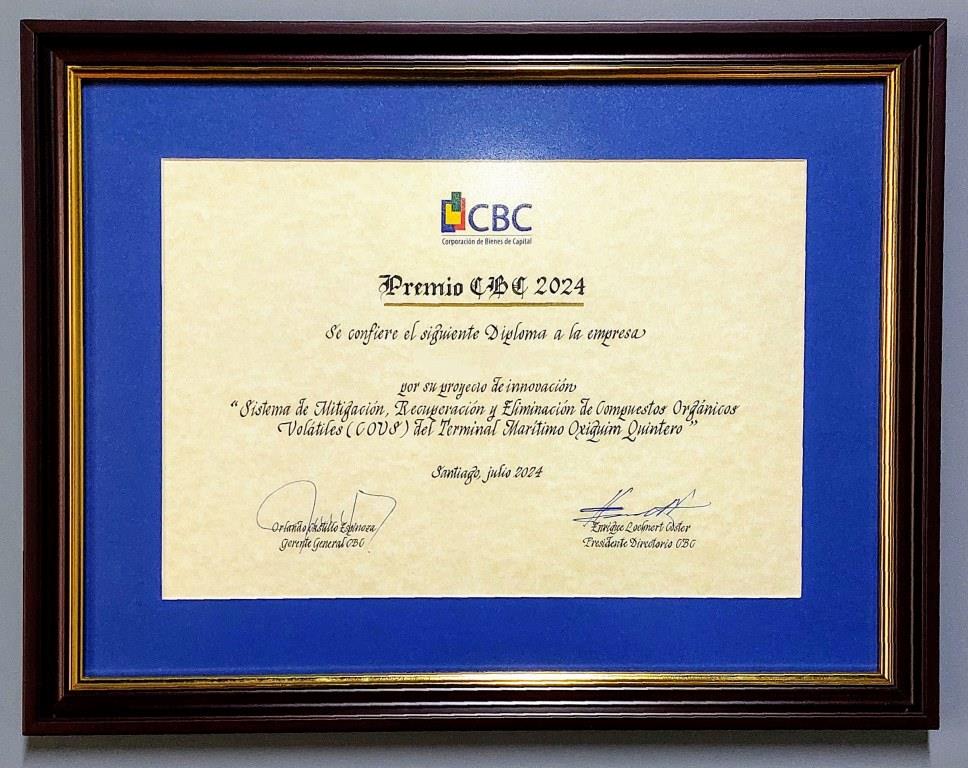 CBC
Corporación de Bienes de Capital
Premio CBC 2024
Se confiere el siguiente Diploma a la empresa
por su proyecto de innovación
“Sistema de Mitigación, Recuperación y Eliminación de Compuestos Orgánicos
Volátiles (COVS) del Terminal Marítimo Oxiquim Quintero”
Santiago, julio 2024
Orlando Castillo Espinoza
Gerente General CBC
Enrique Loehnert Coster
Presidente Directorio CBC